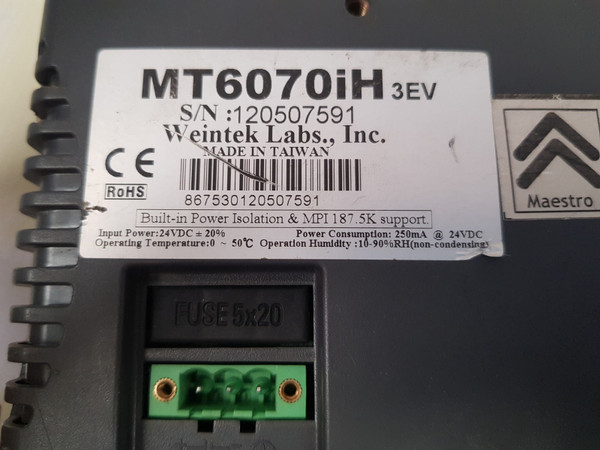 MT6070iH 3EV
S/N :120507591
Weintek Labs., Inc.
MADE IN TAIWAN
CE
RoHS
867530120507591
Built-in Power Isolation & MPI 187.5K support.
Input Power:24VDC ± 20% Power Consumption: 250mA @ 24VDC
Operating Temperature:0 ~ 50°C Operation Humidity :10-90%RH(non-condensing)
Maestro
FUSE 5x20